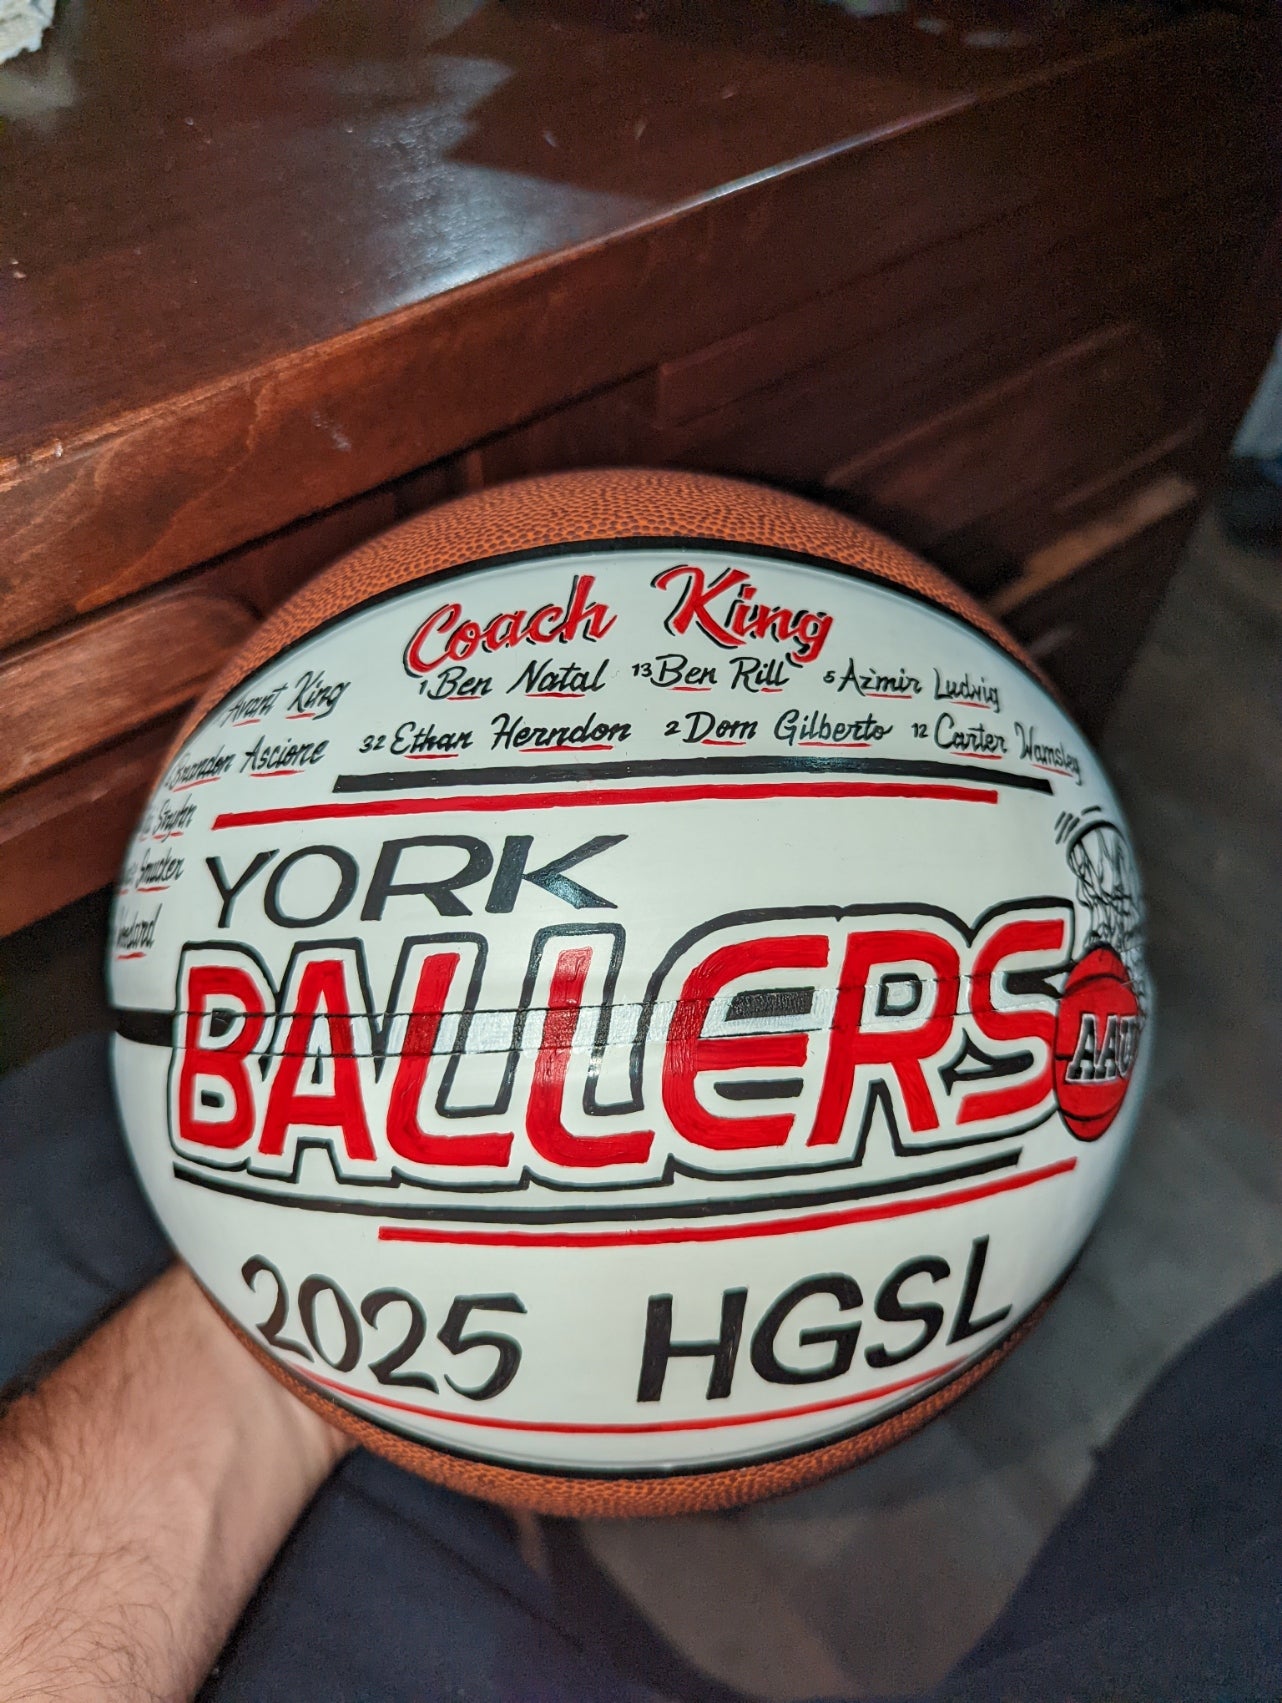 Coach King
Avant King 1 Ben Natal 13 Ben Rill 5 Azmir Ludwig
Brandon Ascione 32 Ethan Herndon 2 Dom Gilberto 12 Carter Wamsley
Smucker
YORK
BALLERS
AAU
2025 HGSL